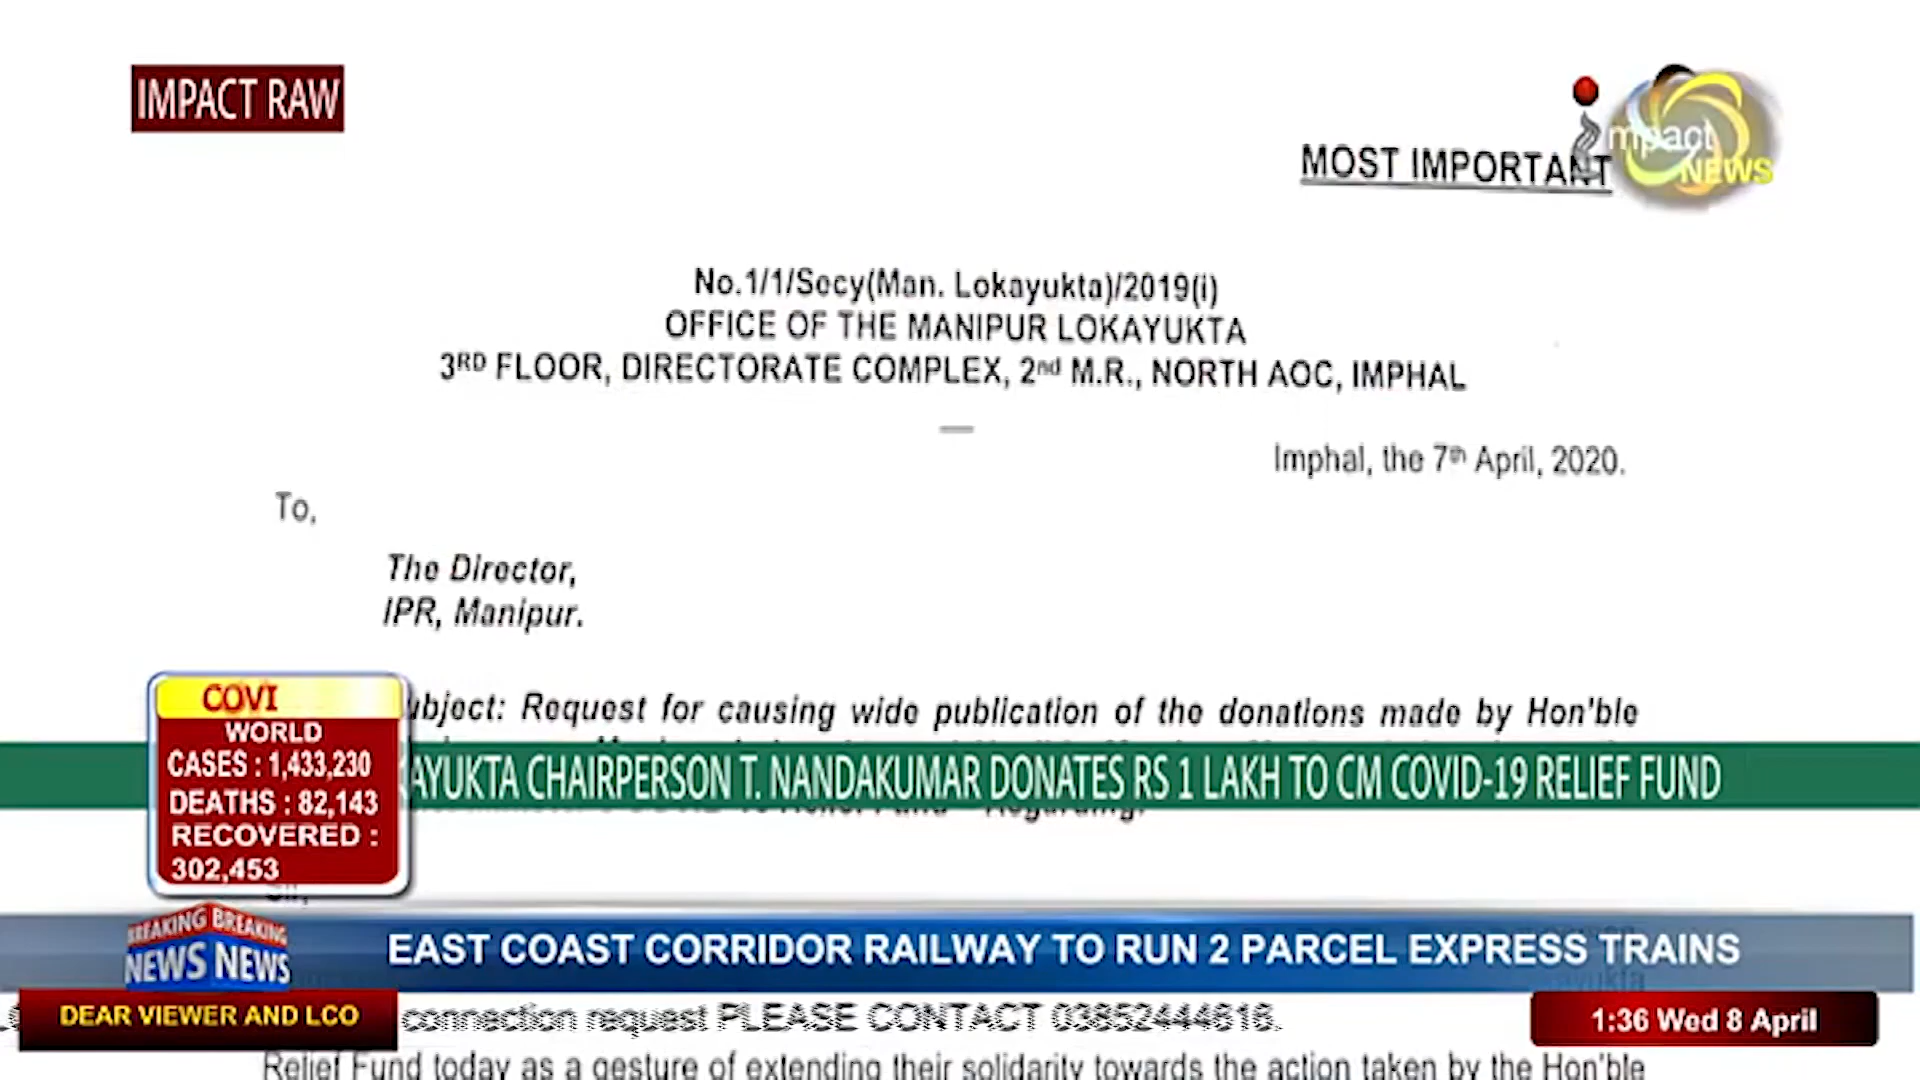 IMPACT RAW
impact
NEWS
MOST IMPORTANT
No.1/1/Secy(Man. Lokayukta)/2019(i)
OFFICE OF THE MANIPUR LOKAYUKTA
3RD FLOOR, DIRECTORATE COMPLEX, 2nd M.R., NORTH AOC, IMPHAL
Imphal, the 7th April, 2020.
To,
The Director,
IPR, Manipur.
ubject: Request for causing wide publication of the donations made by Hon'ble
COVI
WORLD
CASES : 1,433,230
DEATHS : 82,143
RECOVERED :
302,453
KAYUKTA CHAIRPERSON T. NANDAKUMAR DONATES RS 1 LAKH TO CM COVID-19 RELIEF FUND
Regarding.
BREAKING BREAKING
NEWS NEWS
EAST COAST CORRIDOR RAILWAY TO RUN 2 PARCEL EXPRESS TRAINS
DEAR VIEWER AND LCO
connection request PLEASE CONTACT 03852444616.
1:36 Wed 8 April
Relief Fund today as a gesture of extending their solidarity towards the action taken by the Hon'ble